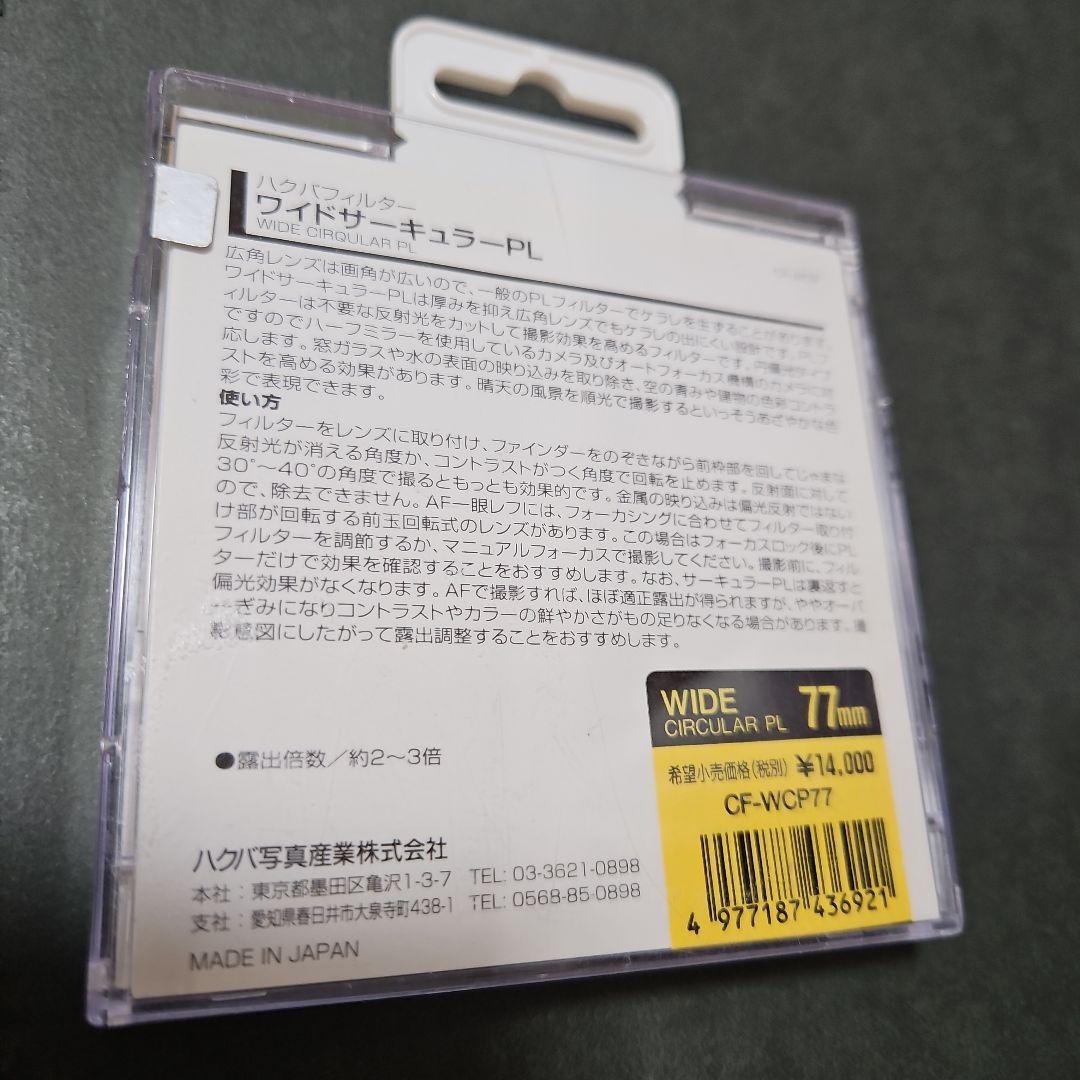 ハクバフィルター
ワイドサーキュラーPL
WIDE CIRQULAR PL
広角レンズは画角が広いので、一般のPLフィルターでケラレを生ずることがあります。
ワイドサーキュラーPLは厚みを抑え広角レンズでもケラレの出にくい設計です。PLフ
ィルターは不要な反射光をカットして撮影効果を高めるフィルターです。円偏光タイプ
ですのでハーフミラーを使用しているカメラ及びオートフォーカス機構のカメラに対
応します。窓ガラスや水の表面の映り込みを取り除き、空の青みや建物の色彩コントラ
ストを高める効果があります。晴天の風景を順光で撮影するといっそうあざやかな色
彩で表現できます。
使い方
フィルターをレンズに取り付け、ファインダーをのぞきながら前枠部を回してじゃまな
反射光が消える角度か、コントラストがつく角度で回転を止めます。反射面に対して
30°〜40°の角度で撮るともっとも効果的です。金属の映り込みは偏光反射ではない
ので、除去できません。AF一眼レフには、フォーカシングに合わせてフィルター取り付
け部が回転する前玉回転式のレンズがあります。この場合はフォーカスロック後にPL
フィルターを調節するか、マニュアルフォーカスで撮影してください。撮影前に、フィル
ターだけで効果を確認することをおすすめします。なお、サーキュラーPLは裏返すと
偏光効果がなくなります。AFで撮影すれば、ほぼ適正露出が得られますが、ややオーバ
ーぎみになりコントラストやカラーの鮮やかさがもの足りなくなる場合があります。撮
影意図にしたがって露出調整することをおすすめします。
●露出倍数/約2〜3倍
ハクバ写真産業株式会社
本社：東京都墨田区亀沢1-3-7 TEL: 03-3621-0898
支社：愛知県春日井市大泉寺町438-1 TEL: 0568-85-0898
MADE IN JAPAN
WIDE 77mm
CIRCULAR PL
希望小売価格(税別) ¥14,000
CF-WCP77
4 977187 436921